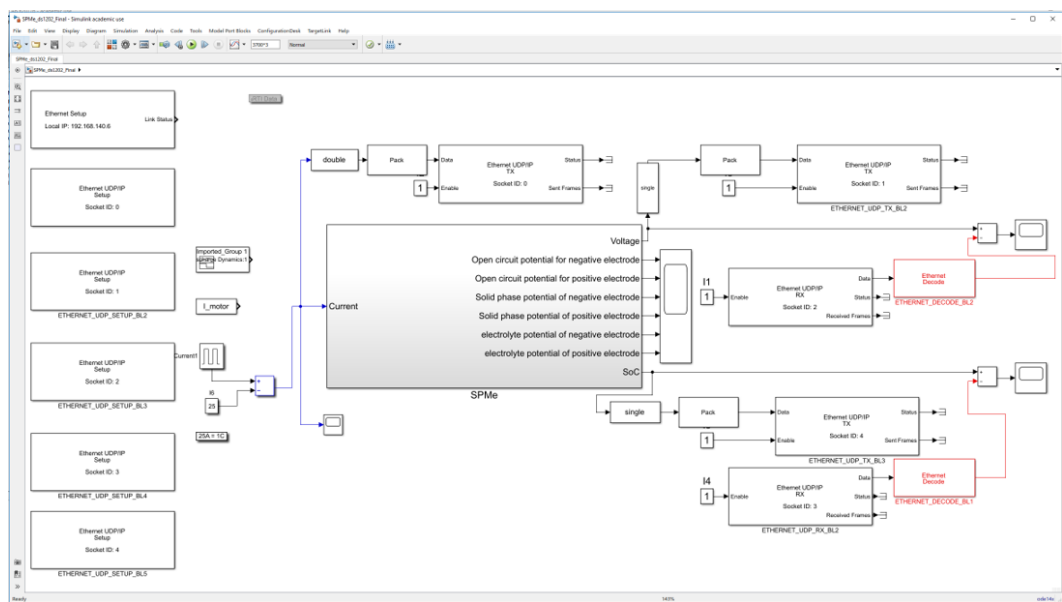 SPMe_ds1202_Final - Simulink academic use
File Edit View Display Diagram Simulation Analysis Code Tools Model Port Blocks ConfigurationDesk TargetLink Help
3700*3 Normal
SPMe_ds1202_Final
SPMe_ds1202_Final
Ethernet Setup
Local IP: 192.168.140.6
Link Status
Ethernet UDP/IP
Setup
Socket ID: 0
Ethernet UDP/IP
Setup
Socket ID: 1
ETHERNET_UDP_SETUP_BL2
Ethernet UDP/IP
Setup
Socket ID: 2
ETHERNET_UDP_SETUP_BL3
Ethernet UDP/IP
Setup
Socket ID: 3
ETHERNET_UDP_SETUP_BL4
Ethernet UDP/IP
Setup
Socket ID: 4
ETHERNET_UDP_SETUP_BL5
RTI Data
Imported_Group 1
Dynamics:1
I_motor
Current1
I6
25
25A = 1C
double
Pack
1
Data
Enable
Ethernet UDP/IP
TX
Socket ID: 0
Status
Sent Frames
single
Pack
1
Data
Enable
Ethernet UDP/IP
TX
Socket ID: 1
Status
Sent Frames
ETHERNET_UDP_TX_BL2
Current
Voltage
Open circuit potential for negative electrode
Open circuit potential for positive electrode
Solid phase potential of negative electrode
Solid phase potential of positive electrode
electrolyte potential of negative electrode
electrolyte potential of positive electrode
SoC
SPMe
I1
1
Enable
Ethernet UDP/IP
RX
Socket ID: 2
Data
Status
Received Frames
Ethernet
Decode
ETHERNET_DECODE_BL2
single
Pack
1
Data
Enable
Ethernet UDP/IP
TX
Socket ID: 4
Status
Sent Frames
ETHERNET_UDP_TX_BL3
I4
1
Enable
Ethernet UDP/IP
RX
Socket ID: 3
Data
Status
Received Frames
ETHERNET_UDP_RX_BL2
Ethernet
Decode
ETHERNET_DECODE_BL1
Ready
140%
ode14x